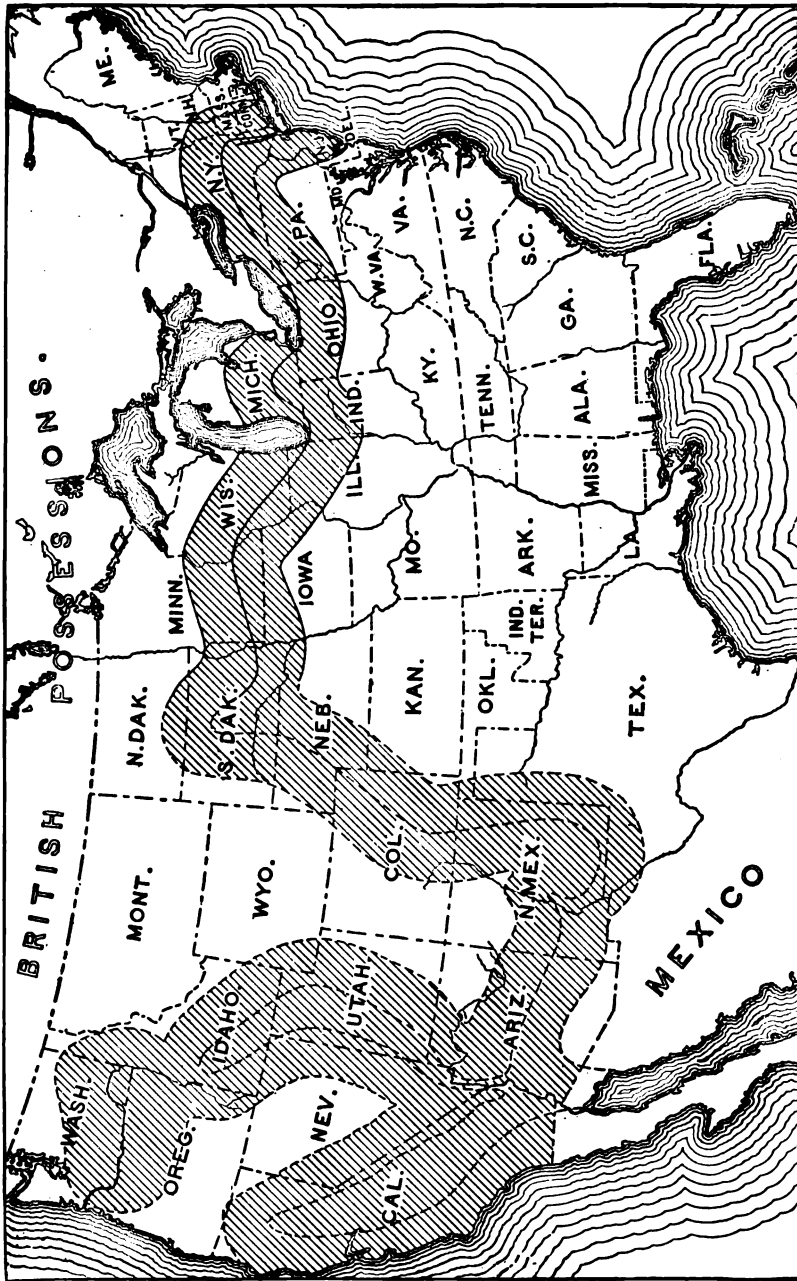 BRITISH
POSSESSIONS.
MEXICO
WASH.
OREG.
CAL.
NEV.
IDAHO.
UTAH.
ARIZ.
MONT.
WYO.
COL.
N.MEX.
N.DAK.
S. DAK.
NEB.
KAN.
OKL.
IND.
TER.
TEX.
MINN.
IOWA
MO.
ARK.
LA.
WIS.
ILL.
MICH.
IND.
OHIO.
KY.
TENN.
MISS.
ALA.
GA.
FLA.
S.C.
N.C.
VA.
W.VA.
MD.
DEL.
PA.
N.Y.
VT.
N.H.
MASS.
CONN.
ME.